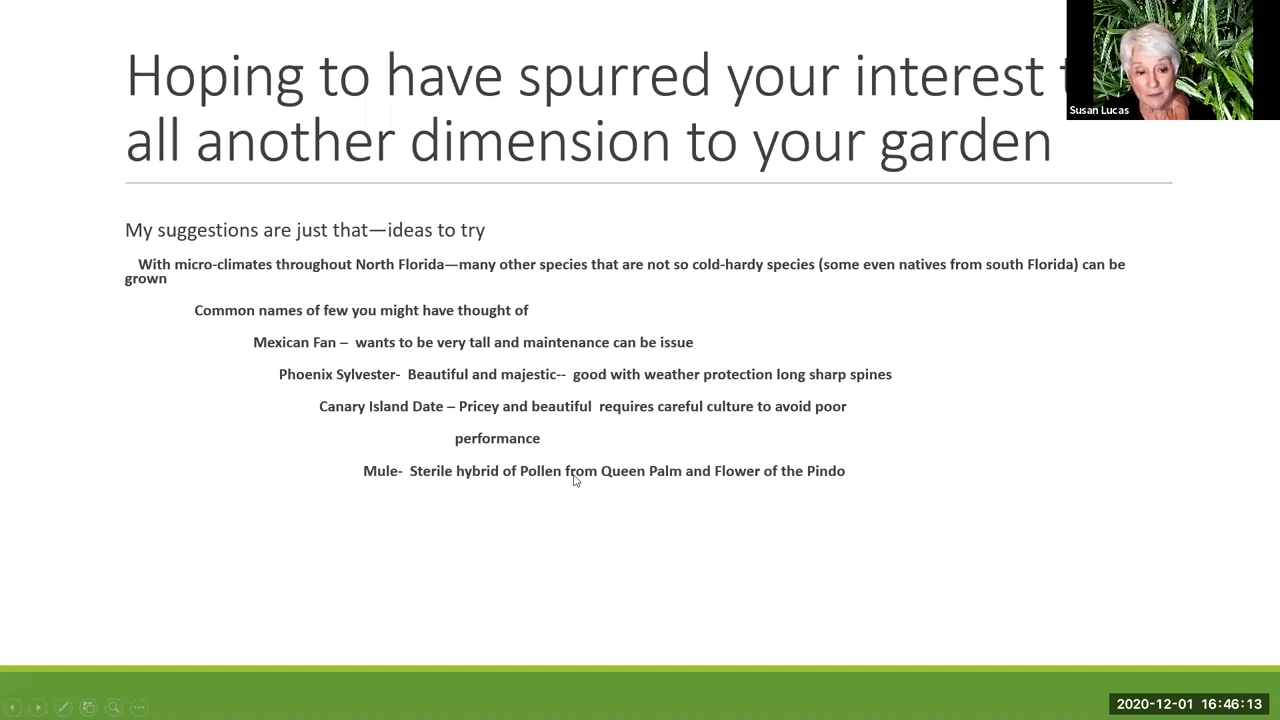 Hoping to have spurred your interest
all another dimension to your garden
Susan Lucas
My suggestions are just that—ideas to try
With micro-climates throughout North Florida—many other species that are not so cold-hardy species (some even natives from south Florida) can be
grown
Common names of few you might have thought of
Mexican Fan – wants to be very tall and maintenance can be issue
Phoenix Sylvester- Beautiful and majestic-- good with weather protection long sharp spines
Canary Island Date – Pricey and beautiful requires careful culture to avoid poor
performance
Mule- Sterile hybrid of Pollen from Queen Palm and Flower of the Pindo
2020-12-01 16:46:13